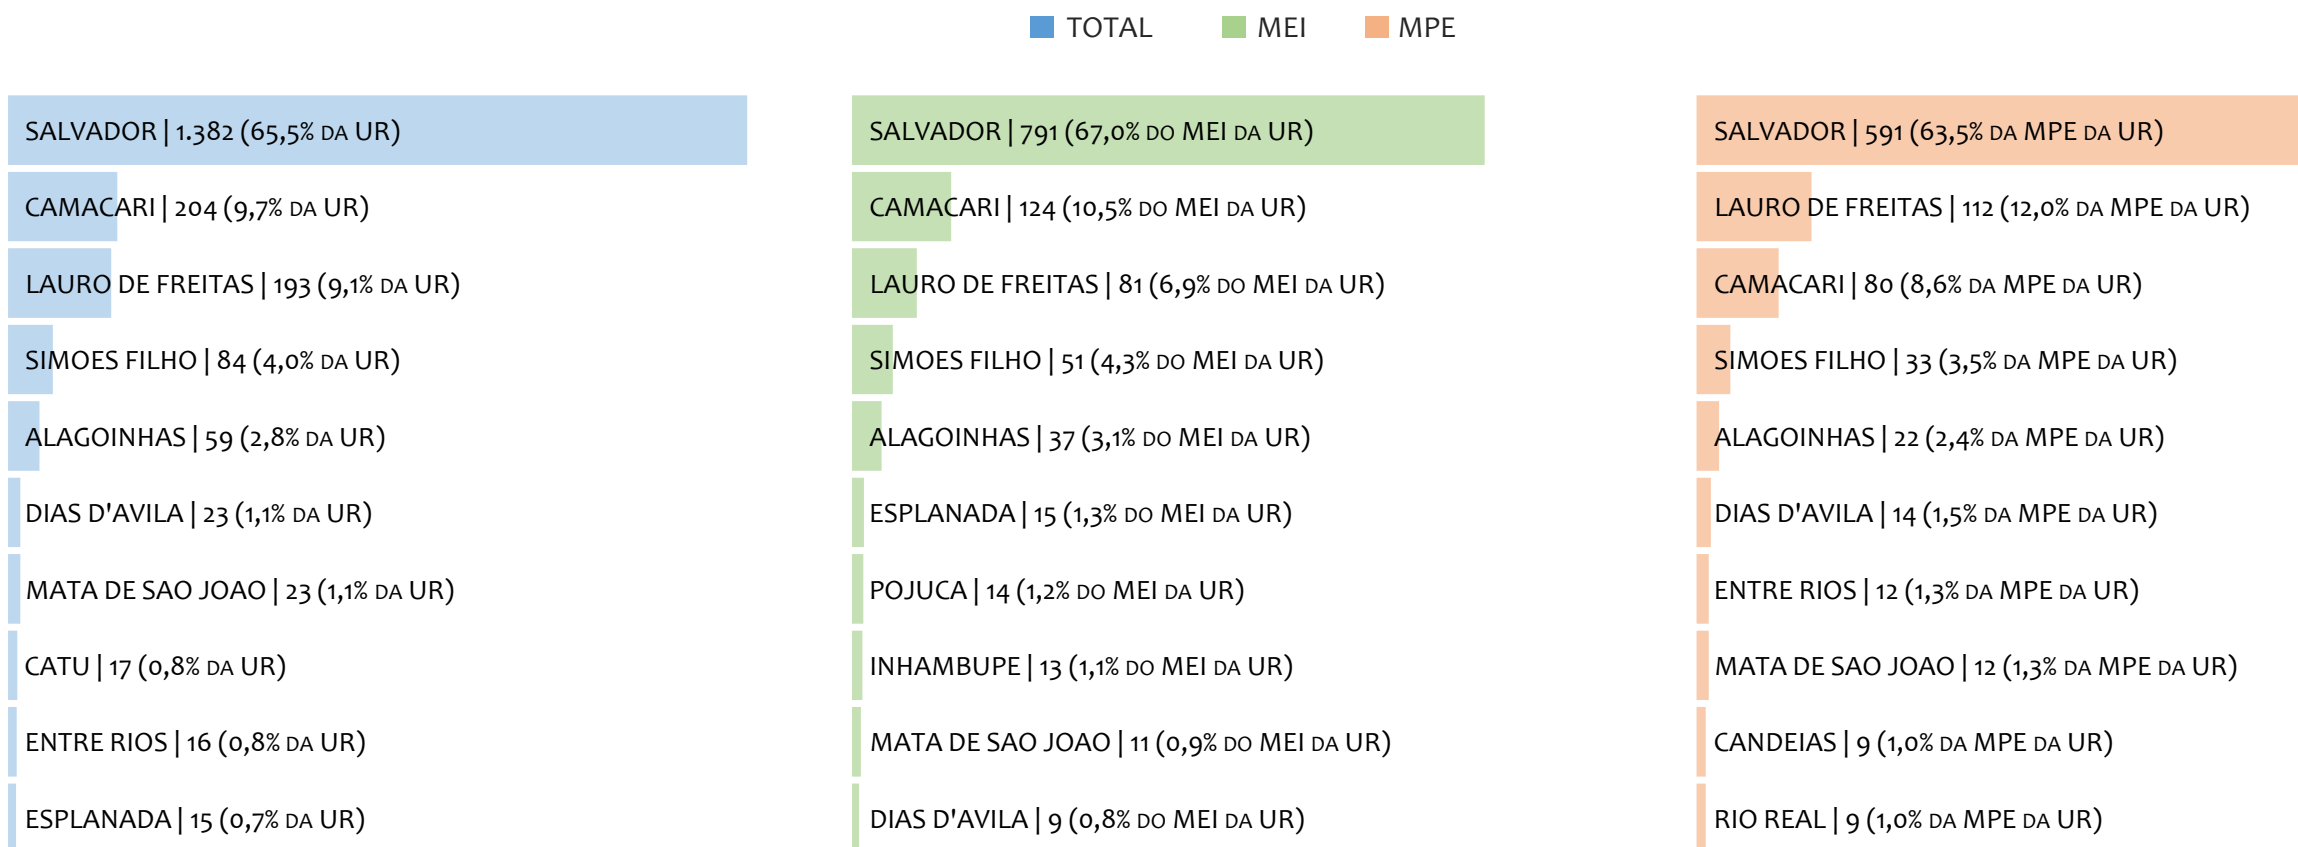 TOTAL MEI MPE
SALVADOR | 1.382 (65,5% DA UR)
CAMACARI | 204 (9,7% DA UR)
LAURO DE FREITAS | 193 (9,1% DA UR)
SIMOES FILHO | 84 (4,0% DA UR)
ALAGOINHAS | 59 (2,8% DA UR)
DIAS D'AVILA | 23 (1,1% DA UR)
MATA DE SAO JOAO | 23 (1,1% DA UR)
CATU | 17 (0,8% DA UR)
ENTRE RIOS | 16 (0,8% DA UR)
ESPLANADA | 15 (0,7% DA UR)
SALVADOR | 791 (67,0% DO MEI DA UR)
CAMACARI | 124 (10,5% DO MEI DA UR)
LAURO DE FREITAS | 81 (6,9% DO MEI DA UR)
SIMOES FILHO | 51 (4,3% DO MEI DA UR)
ALAGOINHAS | 37 (3,1% DO MEI DA UR)
ESPLANADA | 15 (1,3% DO MEI DA UR)
POJUCA | 14 (1,2% DO MEI DA UR)
INHAMBUPE | 13 (1,1% DO MEI DA UR)
MATA DE SAO JOAO | 11 (0,9% DO MEI DA UR)
DIAS D'AVILA | 9 (0,8% DO MEI DA UR)
SALVADOR | 591 (63,5% DA MPE DA UR)
LAURO DE FREITAS | 112 (12,0% DA MPE DA UR)
CAMACARI | 80 (8,6% DA MPE DA UR)
SIMOES FILHO | 33 (3,5% DA MPE DA UR)
ALAGOINHAS | 22 (2,4% DA MPE DA UR)
DIAS D'AVILA | 14 (1,5% DA MPE DA UR)
ENTRE RIOS | 12 (1,3% DA MPE DA UR)
MATA DE SAO JOAO | 12 (1,3% DA MPE DA UR)
CANDEIAS | 9 (1,0% DA MPE DA UR)
RIO REAL | 9 (1,0% DA MPE DA UR)